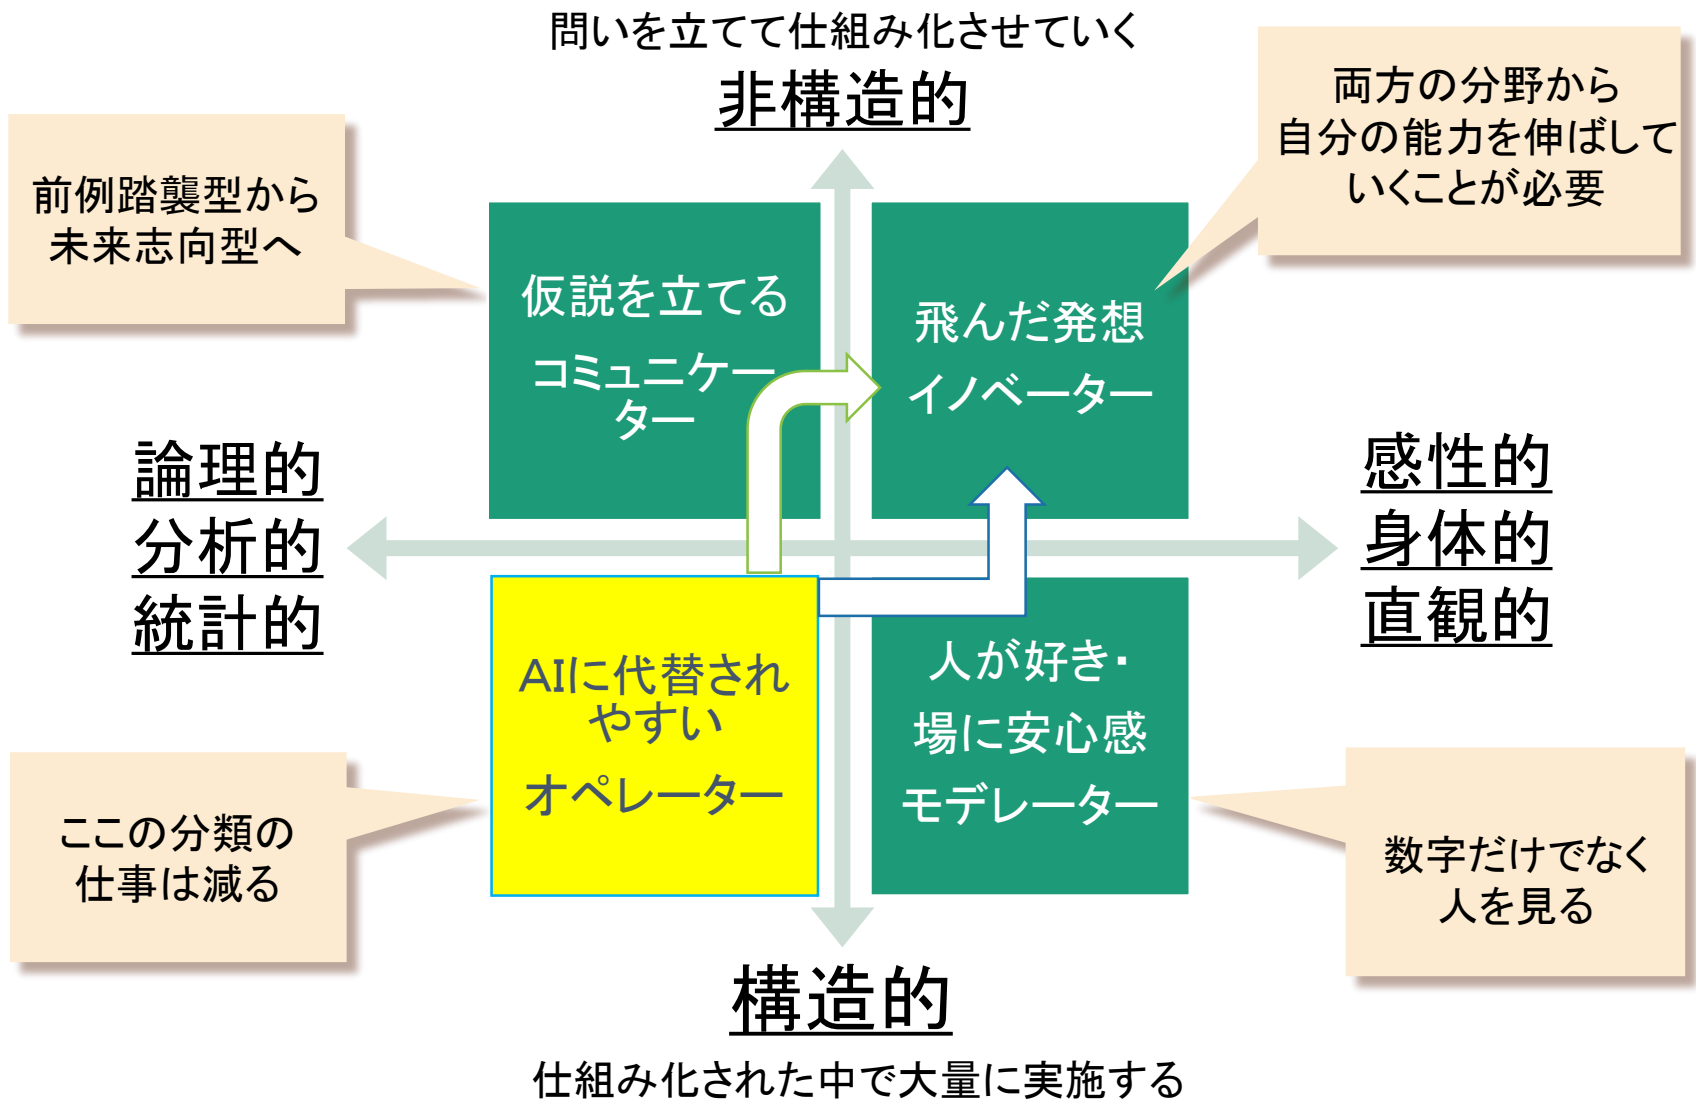 問いを立てて仕組み化させていく
非構造的
両方の分野から
自分の能力を伸ばして
いくことが必要
前例踏襲型から
未来志向型へ
仮説を立てる
コミュニケー
ター
飛んだ発想
イノベーター
論理的
分析的
統計的
感性的
身体的
直観的
AIに代替され
やすい
オペレーター
人が好き・
場に安心感
モデレーター
ここの分類の
仕事は減る
数字だけでなく
人を見る
構造的
仕組み化された中で大量に実施する